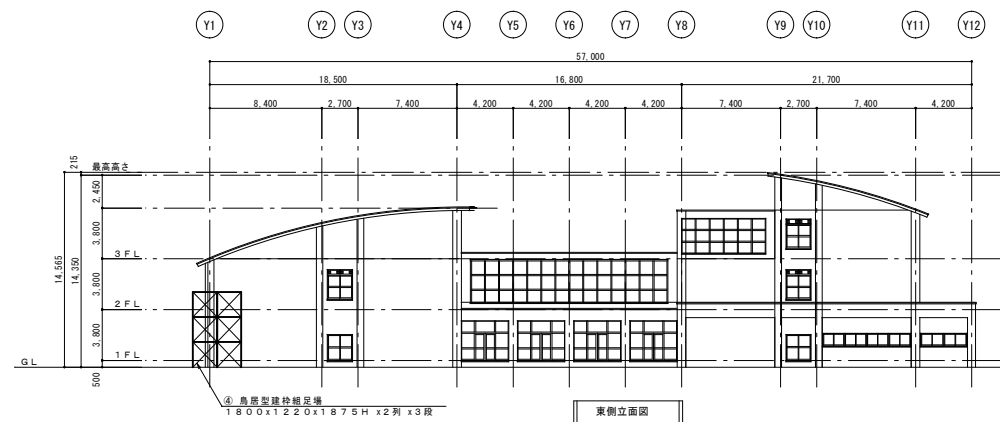 Y1 Y2 Y3 Y4 Y5 Y6 Y7 Y8 Y9 Y10 Y11 Y12
57,000
18,500 16,800 21,700
8,400 2,700 7,400 4,200 4,200 4,200 4,200 7,400 2,700 7,400 4,200
215
最高高さ
2,450
3,800
3FL
14,565
14,350
3,800
2FL
3,800
1FL
GL
500
④ 鳥居型建枠組足場
1800x1220x1875H x2列 x3段
東側立面図